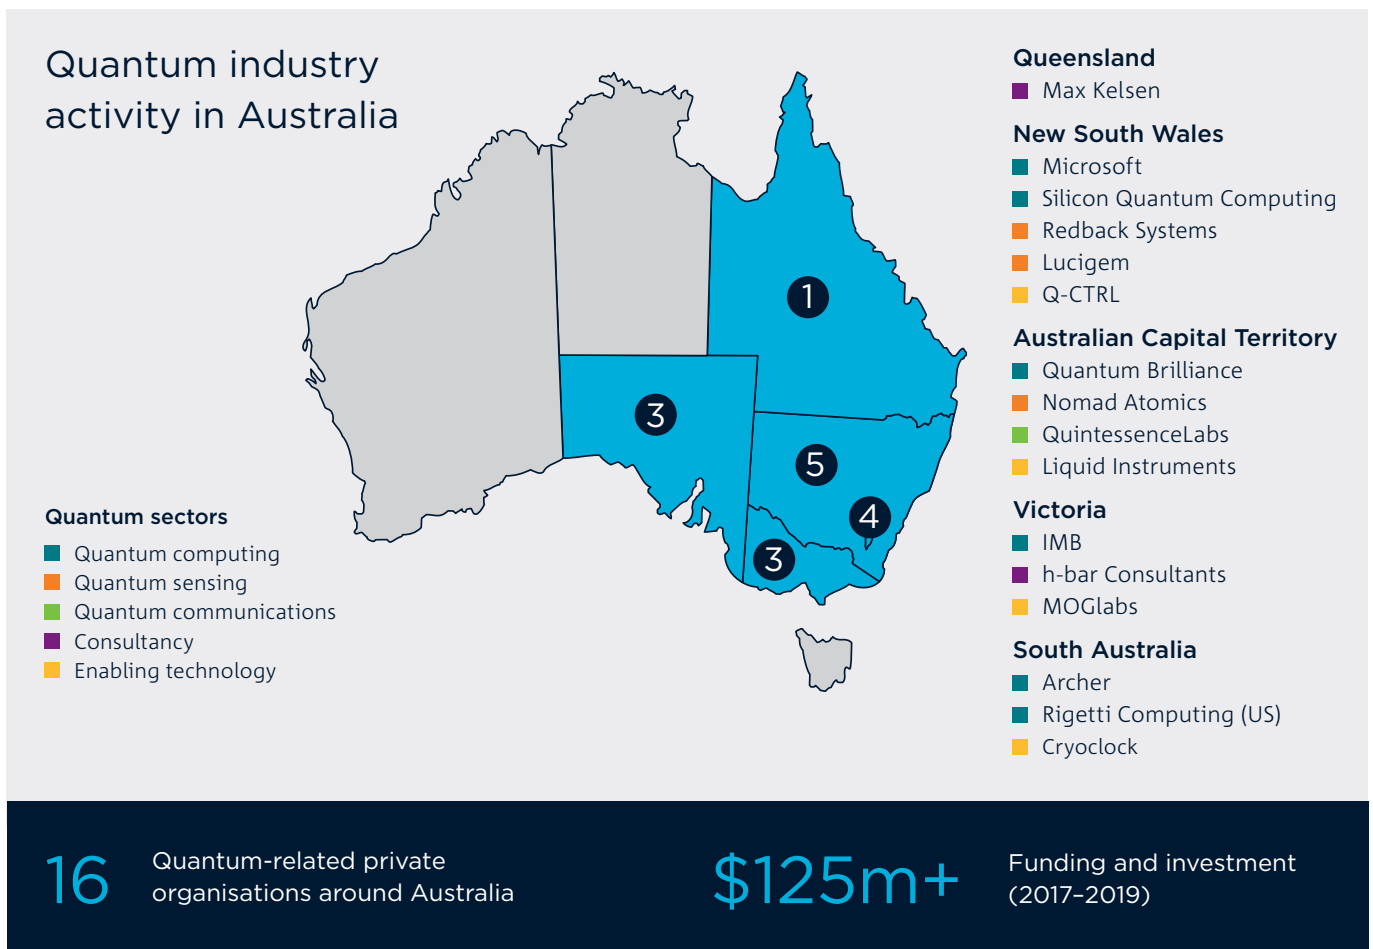 Quantum industry
activity in Australia
1
3
5
4
3
Quantum sectors
Quantum computing
Quantum sensing
Quantum communications
Consultancy
Enabling technology
Queensland
Max Kelsen
New South Wales
Microsoft
Silicon Quantum Computing
Redback Systems
Lucigem
Q-CTRL
Australian Capital Territory
Quantum Brilliance
Nomad Atomics
QuintessenceLabs
Liquid Instruments
Victoria
IMB
h-bar Consultants
MOGlabs
South Australia
Archer
Rigetti Computing (US)
Cryoclock
16
Quantum-related private
organisations around Australia
$125m+
Funding and investment
(2017–2019)